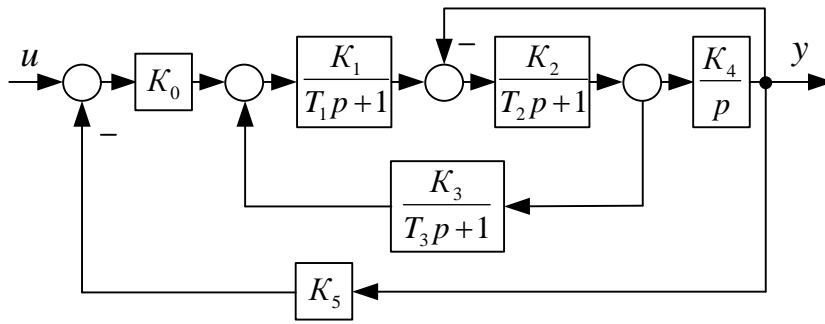 u
–
K₀
K₁
T₁p+1
–
K₂
T₂p+1
K₄
p
y
K₃
T₃p+1
K₅